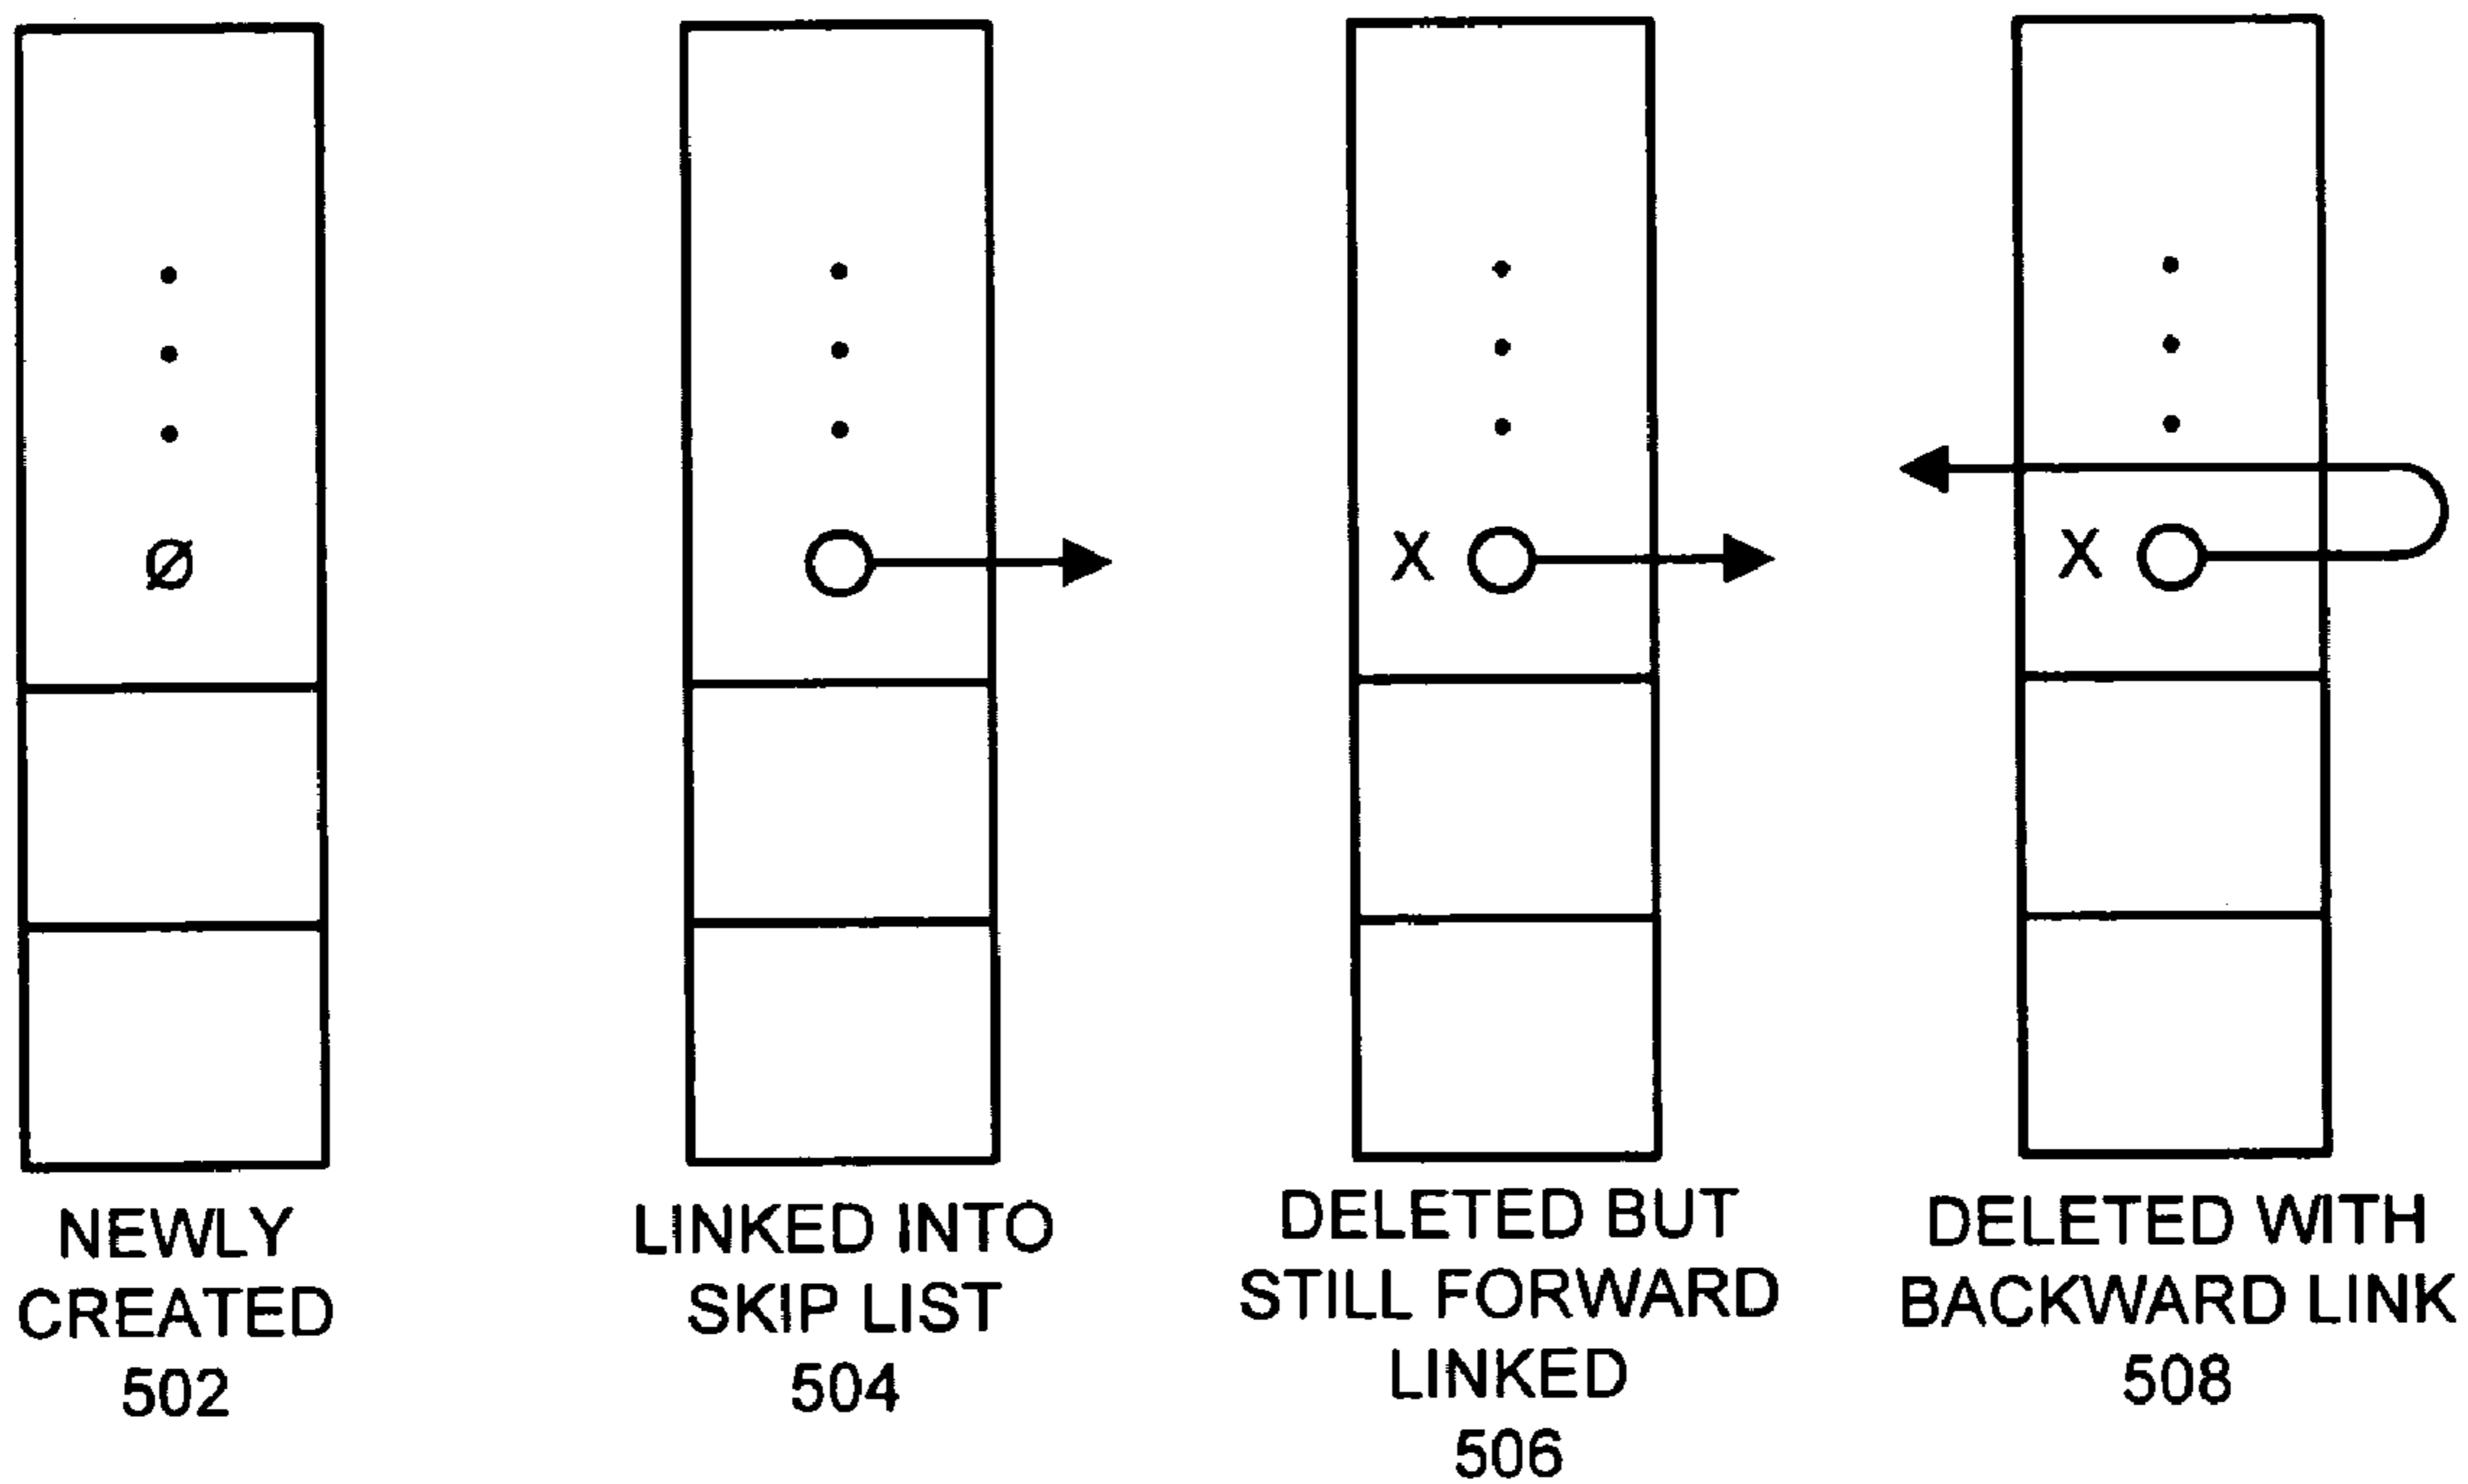 Ø
X
X
NEWLY
CREATED
502
LINKED INTO
SKIP LIST
504
DELETED BUT
STILL FORWARD
LINKED
506
DELETED WITH
BACKWARD LINK
508